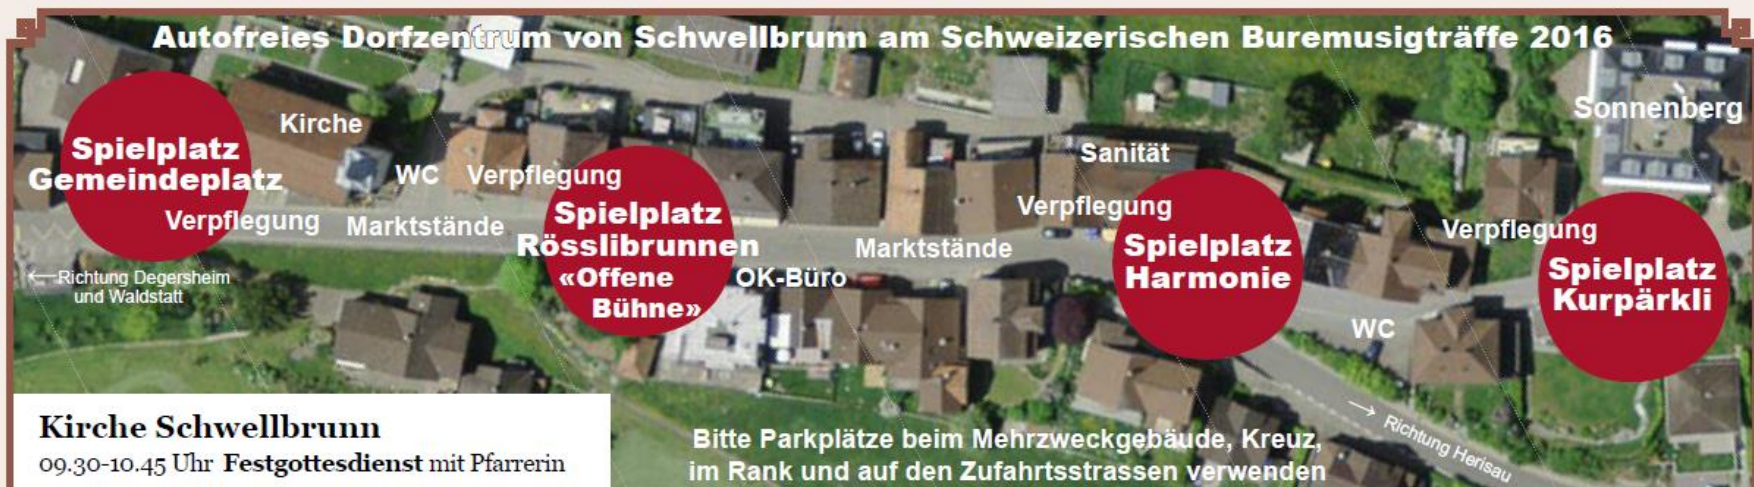 Autofreies Dorfzentrum von Schwellbrunn am Schweizerischen Buremusigträffe 2016
Spielplatz
Gemeindeplatz
Kirche
WC
Verpflegung
Verpflegung
Marktstände
Spielplatz
Rösslibrunnen
«Offene
Bühne»
OK-Büro
Marktstände
Sanität
Verpflegung
Spielplatz
Harmonie
WC
Sonnenberg
Verpflegung
Spielplatz
Kurpärkli
←Richtung Degersheim
und Waldstatt
→ Richtung Herisau
Kirche Schwellbrunn
09.30-10.45 Uhr Festgottesdienst mit Pfarrerin
Bitte Parkplätze beim Mehrzweckgebäude, Kreuz,
im Rank und auf den Zufahrtsstrassen verwenden